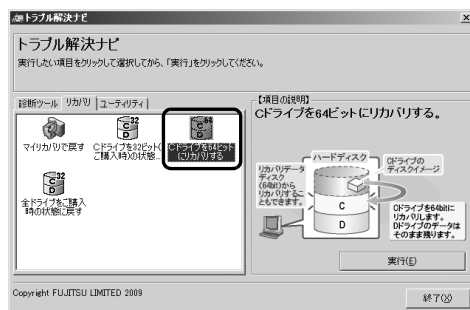 トラブル解決ナビ
トラブル解決ナビ
実行したい項目をクリックして選択してから、「実行」をクリックしてください。
診断ツール
リカバリ
ユーティリティ
マイリカバリで戻す
Cドライブを32ビット(
ご購入時)の状態...
Cドライブを64ビット
にリカバリする
全ドライブをご購入
時の状態に戻す
【項目の説明】
Cドライブを64ビットにリカバリする。
ハードディスク
Cドライブの
ディスクイメージ
リカバリデータ
ディスク
(64bit)から
リカバリするこ
ともできます。
C
D
Cドライブを64bitに
リカバリします。
Dドライブのデータは
そのまま残ります。
実行(E)
Copyright FUJITSU LIMITED 2009
終了(X)